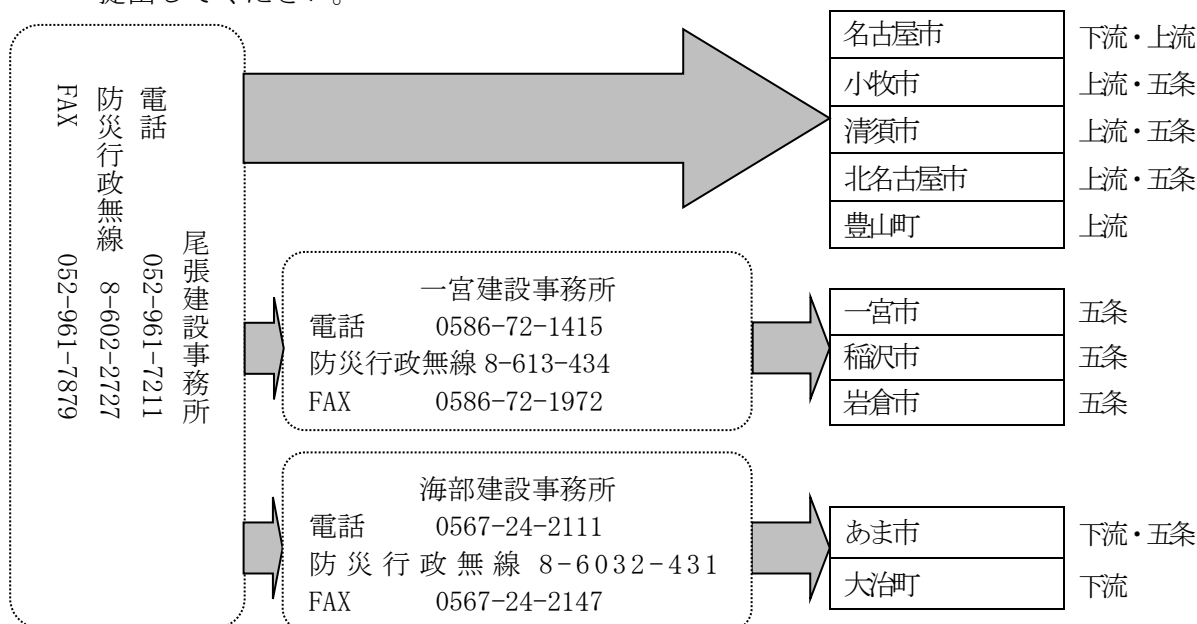 提出してください。
尾張建設事務所
電話 052-961-7211
防災行政無線 8-602-2727
FAX 052-961-7879
名古屋市 下流・上流
小牧市 上流・五条
清須市 上流・五条
北名古屋市 上流・五条
豊山町 上流
一宮建設事務所
電話 0586-72-1415
防災行政無線 8-613-434
FAX 0586-72-1972
一宮市 五条
稲沢市 五条
岩倉市 五条
海部建設事務所
電話 0567-24-2111
防災行政無線 8-6032-431
FAX 0567-24-2147
あま市 下流・五条
大治町 下流